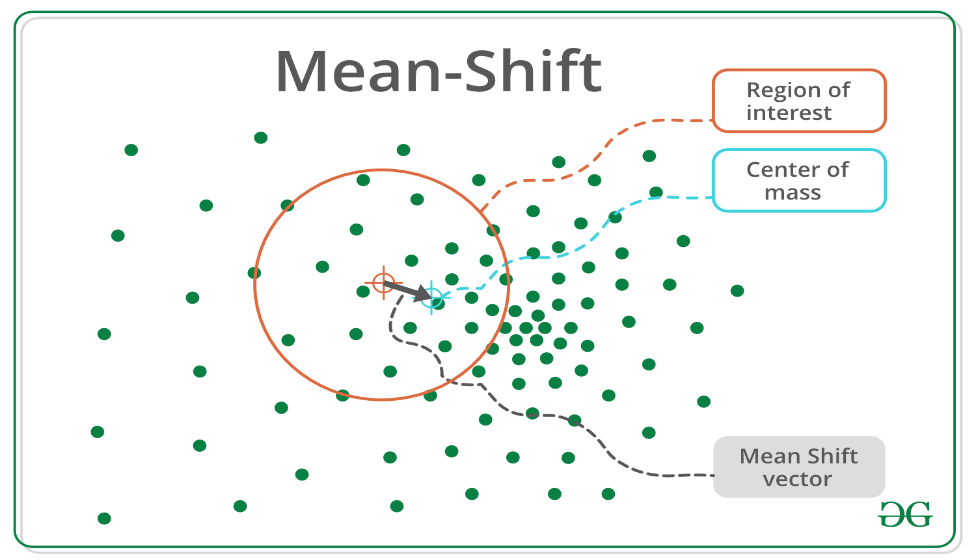 Mean-Shift
Region of
interest
Center of
mass
Mean Shift
vector